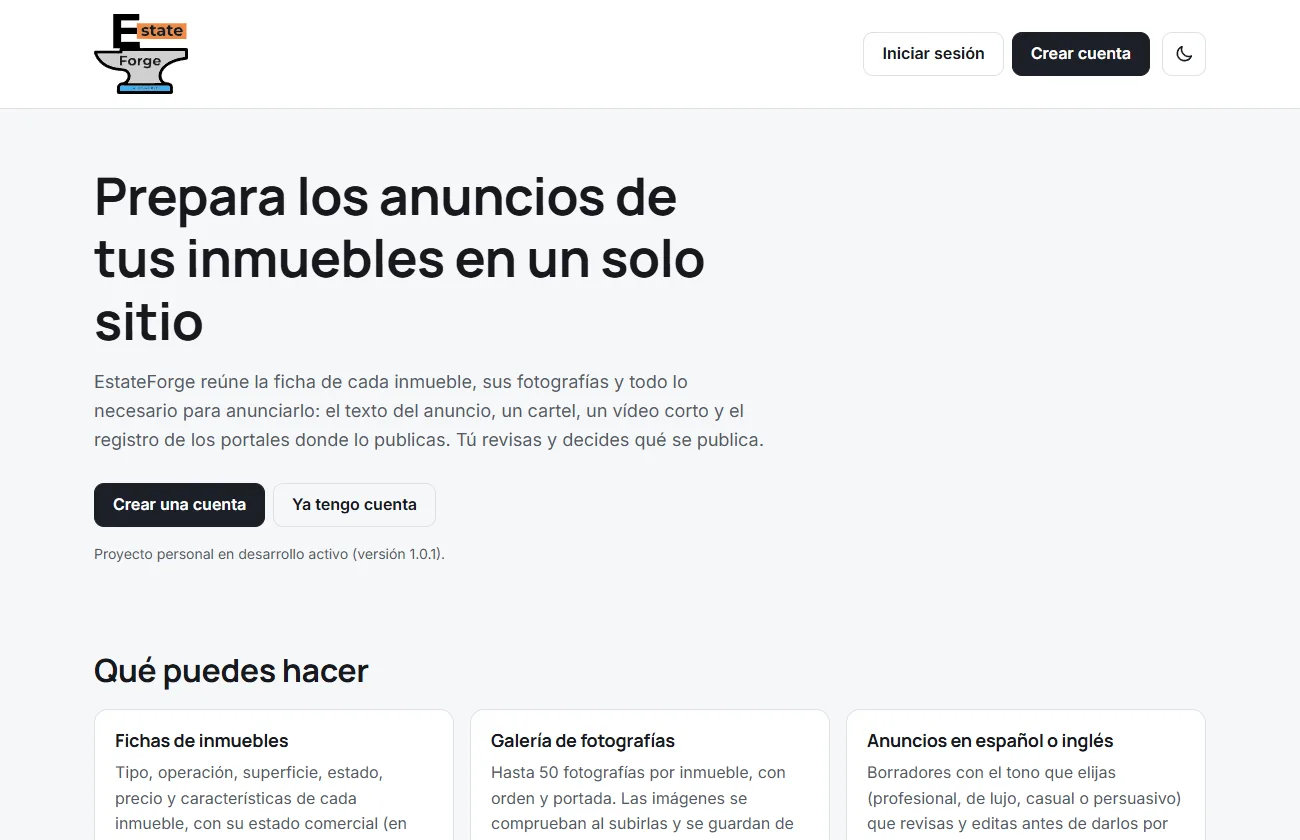 Estate
Forge
Iniciar sesión
Crear cuenta
Prepara los anuncios de
tus inmuebles en un solo
sitio
EstateForge reúne la ficha de cada inmueble, sus fotografías y todo lo
necesario para anunciarlo: el texto del anuncio, un cartel, un vídeo corto y el
registro de los portales donde lo publicas. Tú revisas y decides qué se publica.
Crear una cuenta
Ya tengo cuenta
Proyecto personal en desarrollo activo (versión 1.0.1).
Qué puedes hacer
Fichas de inmuebles
Tipo, operación, superficie, estado,
precio y características de cada
inmueble, con su estado comercial (en
Galería de fotografías
Hasta 50 fotografías por inmueble, con
orden y portada. Las imágenes se
comprueban al subirlas y se guardan de
Anuncios en español o inglés
Borradores con el tono que elijas
(profesional, de lujo, casual o persuasivo)
que revisas y editas antes de darlos por